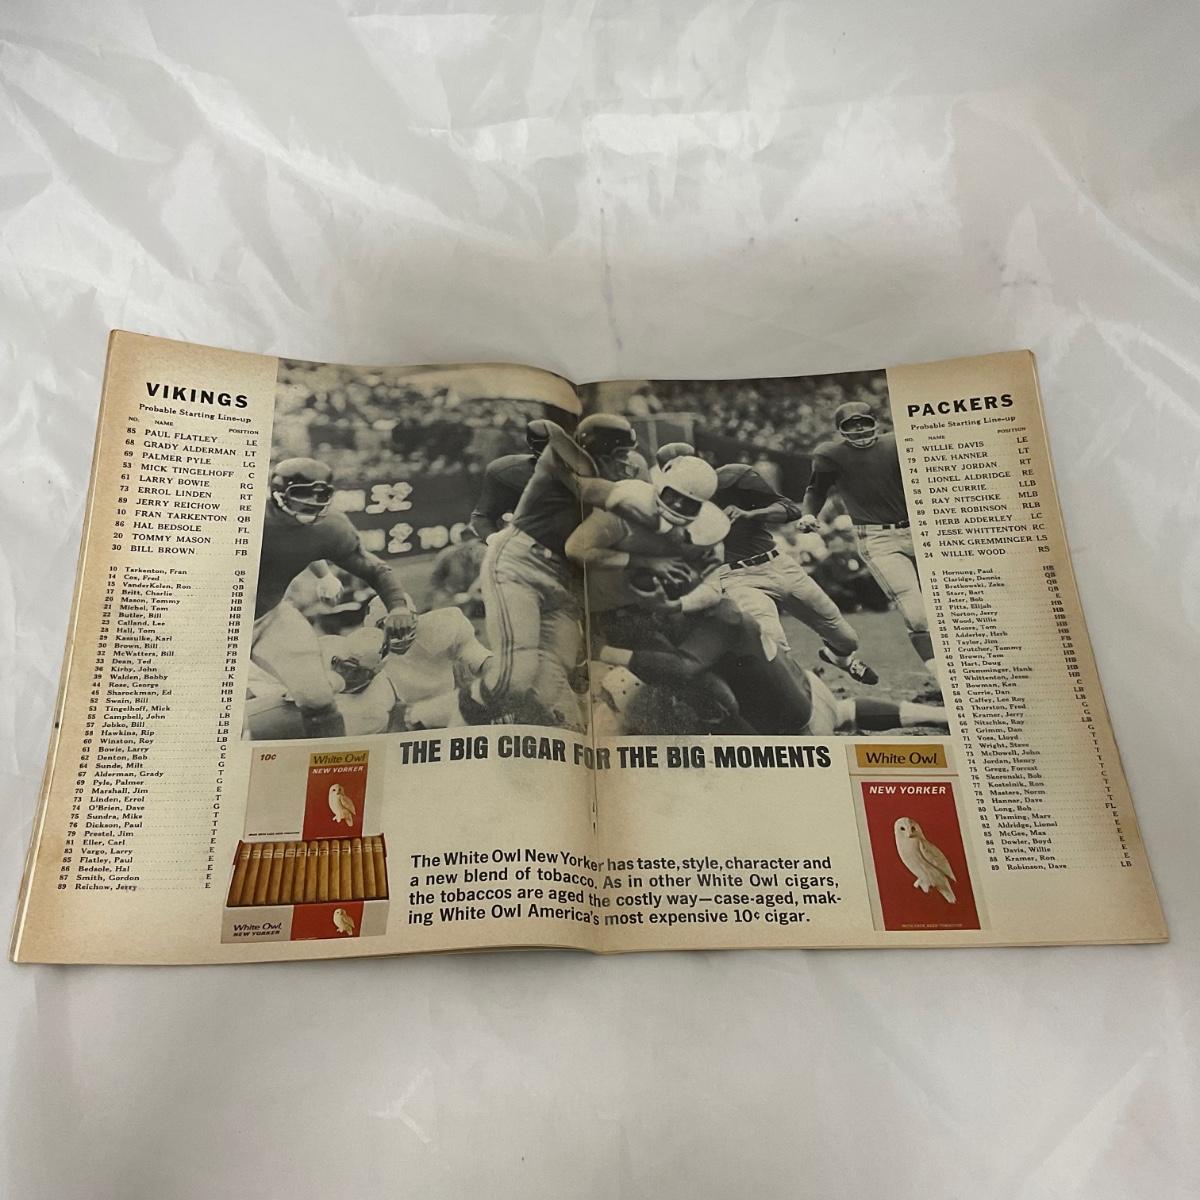 VIKINGS
Probable Starting Line-up
NO. NAME POSITION
85 PAUL FLATLEY LE
68 GRADY ALDERMAN LT
69 PALMER PYLE LG
53 MICK TINGELHOFF C
61 LARRY BOWIE RG
73 ERROL LINDEN RT
89 JERRY REICHOW RE
10 FRAN TARKENTON QB
86 HAL BEDSOLE FL
20 TOMMY MASON HB
30 BILL BROWN FB
10 Tarkenton, Fran QB
14 Cox, Fred K
15 VanderKelen, Ron QB
17 Britt, Charlie HB
20 Mason, Tommy HB
21 Michel, Tom HB
22 Butler, Bill HB
23 Calland, Lee HB
28 Hall, Tom HB
29 Kassulke, Karl HB
30 Brown, Bill FB
32 McWatters, Bill FB
33 Dean, Ted FB
36 Kirby, John LB
39 Walden, Bobby K
44 Rose, George HB
45 Sharockman, Ed HB
52 Swain, Bill LB
53 Tingelhoff, Mick C
55 Campbell, John LB
57 Jobko, Bill LB
58 Hawkins, Rip LB
60 Winston, Roy LB
61 Bowie, Larry G
62 Denton, Bob E
64 Sunde, Milt G
67 Alderman, Grady T
69 Pyle, Palmer G
70 Marshall, Jim E
73 Linden, Errol T
74 O'Brien, Dave G
75 Sundra, Mike T
76 Dickson, Paul T
79 Prestel, Jim T
81 Eller, Carl E
83 Vargo, Larry E
85 Flatley, Paul E
86 Bedsole, Hal E
87 Smith, Gordon E
89 Reichow, Jerry E
THE BIG CIGAR FOR THE BIG MOMENTS
10¢ White Owl
NEW YORKER
White Owl
NEW YORKER
The White Owl New Yorker has taste, style, character and
a new blend of tobacco. As in other White Owl cigars,
the tobaccos are aged the costly way—case-aged, mak-
ing White Owl America's most expensive 10¢ cigar.
White Owl
NEW YORKER
PACKERS
Probable Starting Line-up
NO. NAME POSITION
87 WILLIE DAVIS LE
79 DAVE HANNER LT
74 HENRY JORDAN RT
62 LIONEL ALDRIDGE RE
58 DAN CURRIE LLB
66 RAY NITSCHKE MLB
89 DAVE ROBINSON RLB
26 HERB ADDERLEY LC
47 JESSE WHITTENTON RC
46 HANK GREMMINGER LS
24 WILLIE WOOD RS
5 Hornung, Paul HB
10 Claridge, Dennis QB
12 Bratkowski, Zeke QB
15 Starr, Bart QB
21 Jeter, Bob E
22 Pitts, Elijah HB
23 Norton, Jerry HB
24 Wood, Willie HB
25 Moore, Tom HB
26 Adderley, Herb HB
31 Taylor, Jim FB
37 Crutcher, Tommy LB
40 Brown, Tom HB
43 Hart, Doug HB
46 Gremminger, Hank HB
47 Whittenton, Jesse HB
57 Bowman, Ken C
58 Currie, Dan LB
60 Caffey, Lee Roy LB
63 Thurston, Fred G
64 Kramer, Jerry G
66 Nitschke, Ray LB
67 Grimm, Dan G
71 Voss, Lloyd T
72 Wright, Steve T
73 McDowell, John T
74 Jordan, Henry T
75 Gregg, Forrest T
76 Skoronski, Bob T
77 Kostelnik, Ron T
78 Masters, Norm T
79 Hanner, Dave T
80 Long, Bob FL
81 Fleming, Marv E
82 Aldridge, Lionel E
85 McGee, Max E
86 Dowler, Boyd E
87 Davis, Willie E
88 Kramer, Ron E
89 Robinson, Dave LB